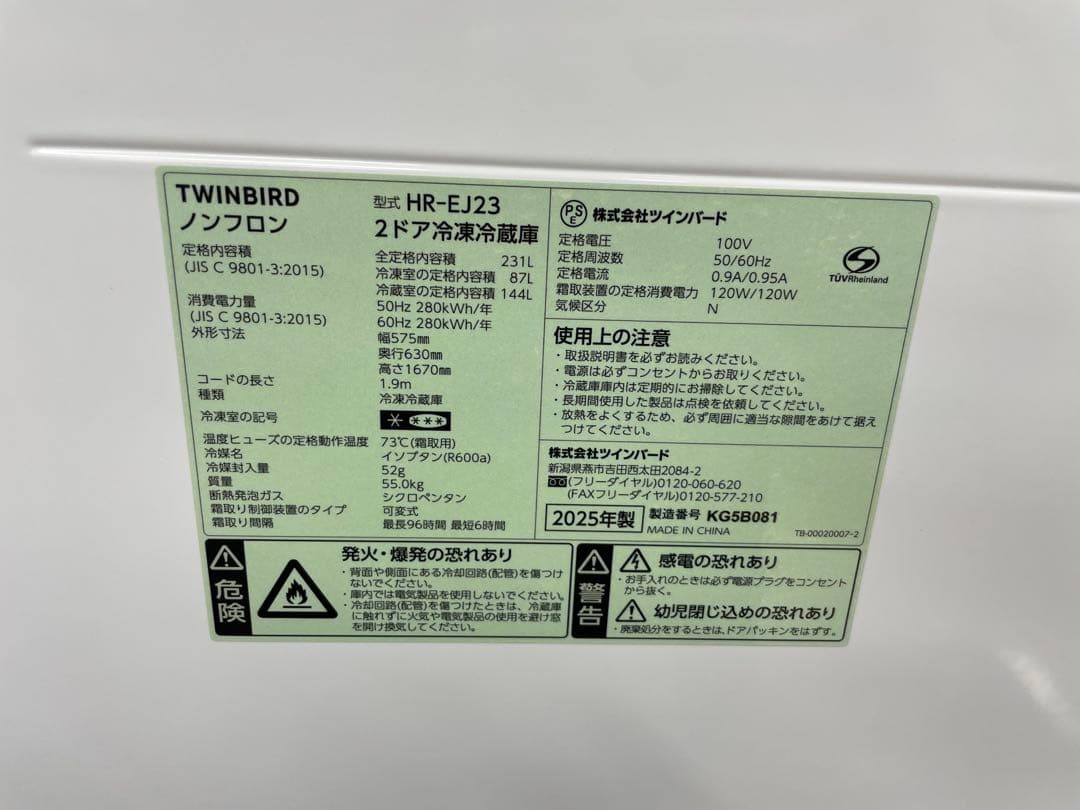 TWINBIRD
ノンフロン
型式 HR-EJ23
2ドア冷凍冷蔵庫
定格内容積
(JIS C 9801-3:2015)
全定格内容積 231L
冷凍室の定格内容積 87L
冷蔵室の定格内容積 144L
消費電力量
(JIS C 9801-3:2015)
50Hz 280kWh/年
60Hz 280kWh/年
外形寸法 幅575㎜
奥行630㎜
高さ1670㎜
コードの長さ 1.9m
種類 冷凍冷蔵庫
冷凍室の記号
温度ヒューズの定格動作温度 73℃(霜取用)
冷媒名 イソブタン(R600a)
冷媒封入量 52g
質量 55.0kg
断熱発泡ガス シクロペンタン
霜取り制御装置のタイプ 可変式
霜取り間隔 最長96時間 最短6時間
PSE 株式会社ツインバード
定格電圧 100V
定格周波数 50/60Hz
定格電流 0.9A/0.95A
霜取装置の定格消費電力 120W/120W
気候区分 N
TÜVRheinland
使用上の注意
・取扱説明書を必ずお読みください。
・電源は必ずコンセントからお取りください。
・冷蔵庫庫内は定期的にお掃除してください。
・長期間使用した製品は点検を依頼してください。
・放熱をよくするため、必ず周囲に適当な隙間をあけて据え
つけてください。
株式会社ツインバード
新潟県燕市吉田西太田2084-2
(フリーダイヤル)0120-060-620
(FAXフリーダイヤル)0120-577-210
2025年製 製造番号 KG5B081
MADE IN CHINA
TB-00020007-2
危険
発火・爆発の恐れあり
・背面や側面にある冷却回路(配管)を傷つけ
ないでください。
・庫内では電気製品を使用しないでください。
・冷却回路(配管)を傷つけたときは、冷蔵庫
に触れずに火気や電気製品の使用を避け窓
を開け換気してください。
警告
感電の恐れあり
・お手入れのときは必ず電源プラグをコンセント
から抜く。
幼児閉じ込めの恐れあり
・廃棄処分をするときは、ドアパッキンをはずす。